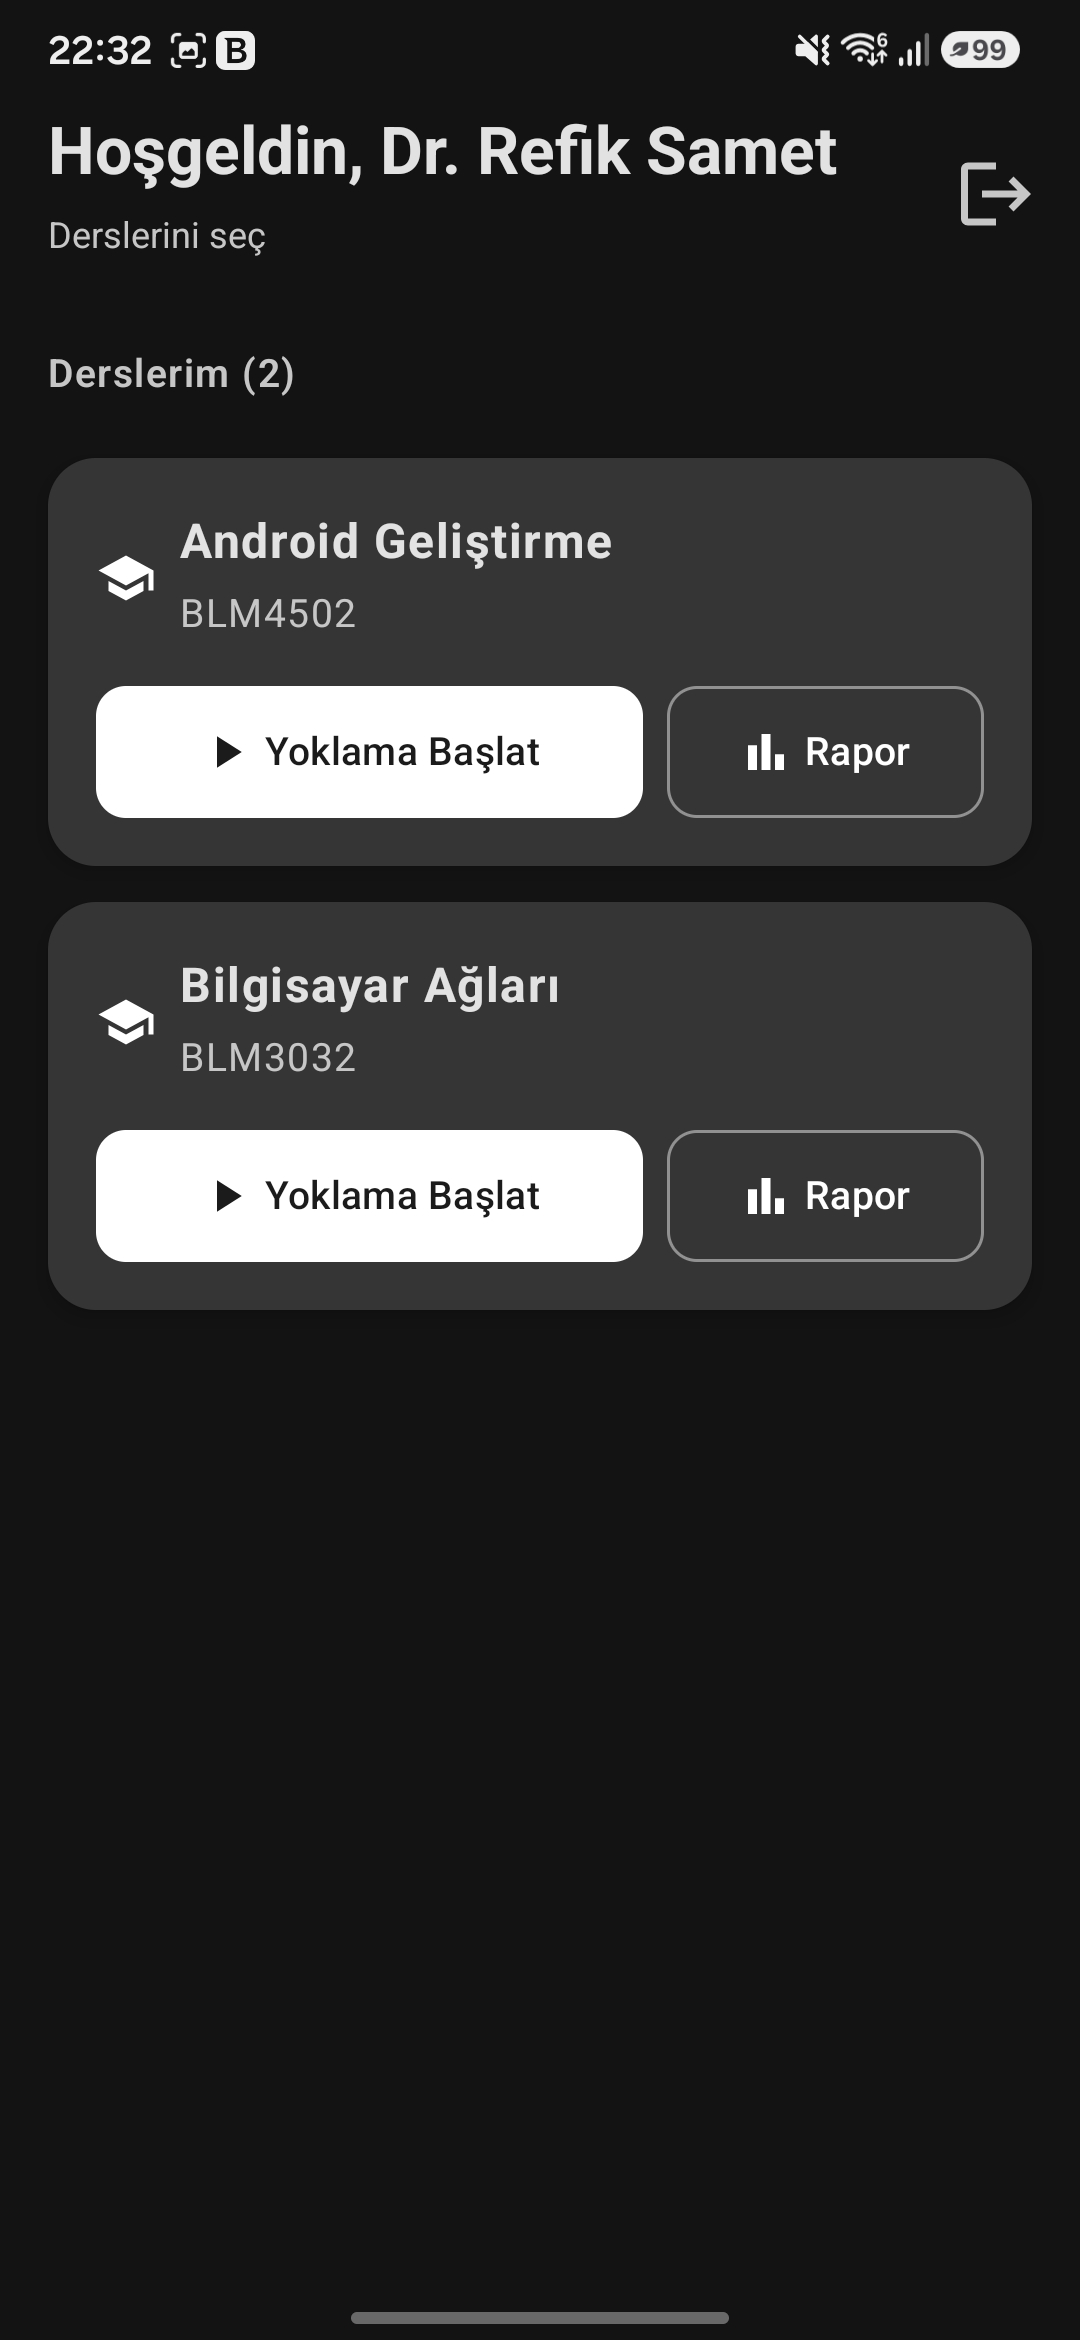 22:32 B 6 99
Hoşgeldin, Dr. Refik Samet
Derslerini seç
Derslerim (2)
Android Geliştirme
BLM4502
Yoklama Başlat Rapor
Bilgisayar Ağları
BLM3032
Yoklama Başlat Rapor